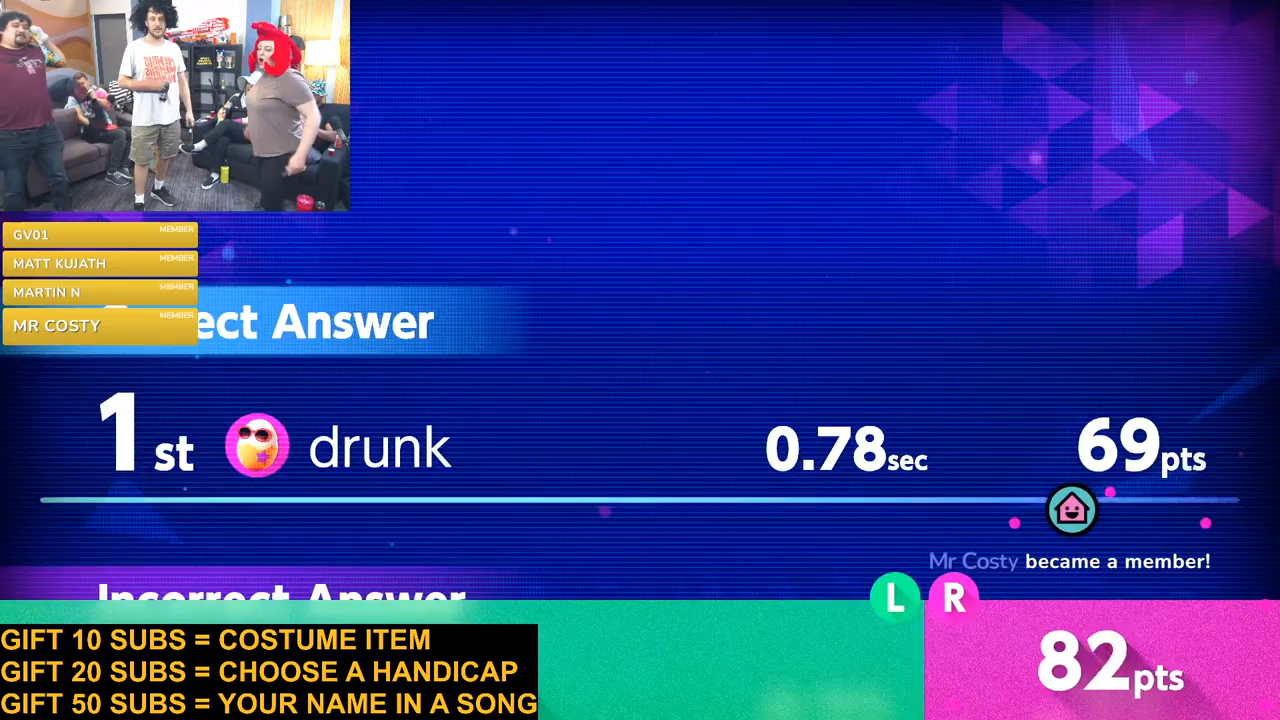 GV01 MEMBER
MATT KUJATH MEMBER
MARTIN N MEMBER
MR COSTY MEMBER
ect Answer
1st drunk 0.78sec 69pts
Mr Costy became a member!
Incorrect Answer
L R
82pts
GIFT 10 SUBS = COSTUME ITEM
GIFT 20 SUBS = CHOOSE A HANDICAP
GIFT 50 SUBS = YOUR NAME IN A SONG